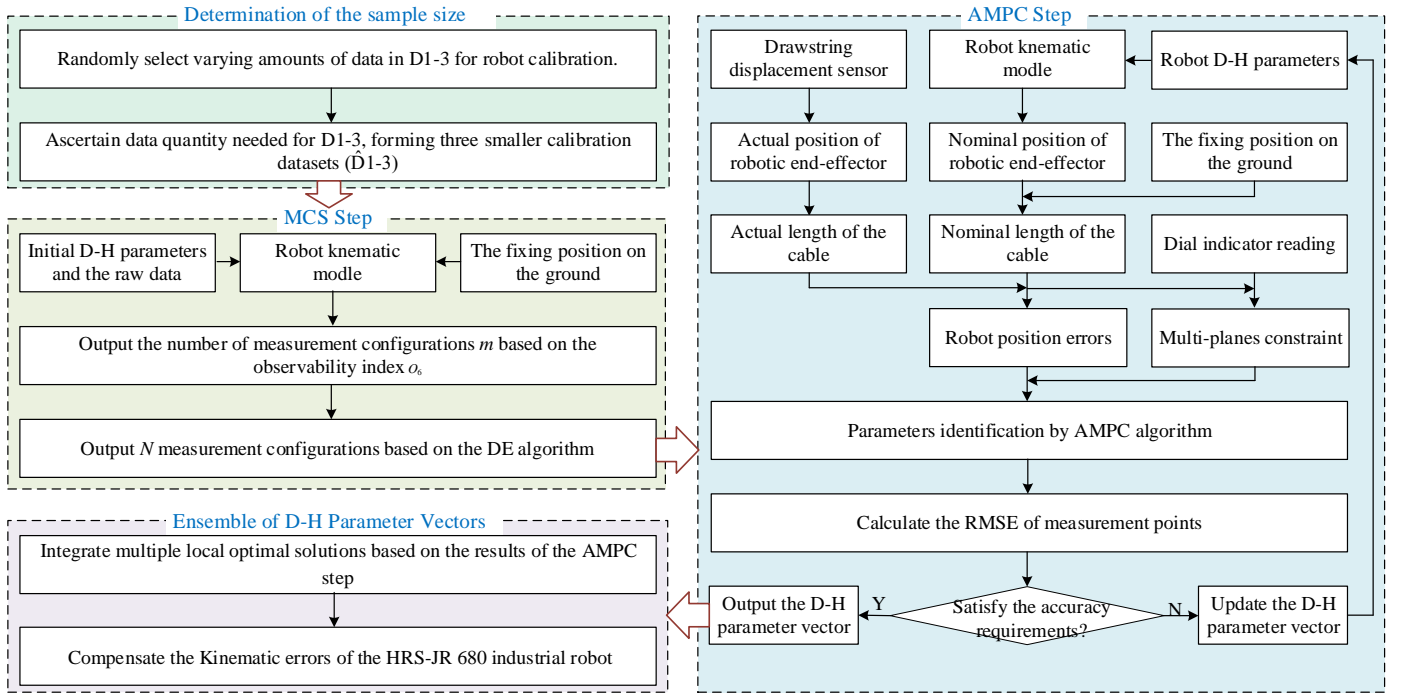 Determination of the sample size
Randomly select varying amounts of data in D1-3 for robot calibration.
Ascertain data quantity needed for D1-3, forming three smaller calibration
datasets (D̂1-3)
MCS Step
Initial D-H parameters
and the raw data
Robot knematic
modle
The fixing position on
the ground
Output the number of measurement configurations m based on the
observability index o₆
Output N measurement configurations based on the DE algorithm
Ensemble of D-H Parameter Vectors
Integrate multiple local optimal solutions based on the results of the AMPC
step
Compensate the Kinematic errors of the HRS-JR 680 industrial robot
AMPC Step
Drawstring
displacement sensor
Robot knematic
modle
Robot D-H parameters
Actual position of
robotic end-effector
Nominal position of
robotic end-effector
The fixing position on
the ground
Actual length of the
cable
Nominal length of the
cable
Dial indicator reading
Robot position errors
Multi-planes constraint
Parameters identification by AMPC algorithm
Calculate the RMSE of measurement points
Output the D-H
parameter vector
Y
Satisfy the accuracy
requirements?
N
Update the D-H
parameter vector